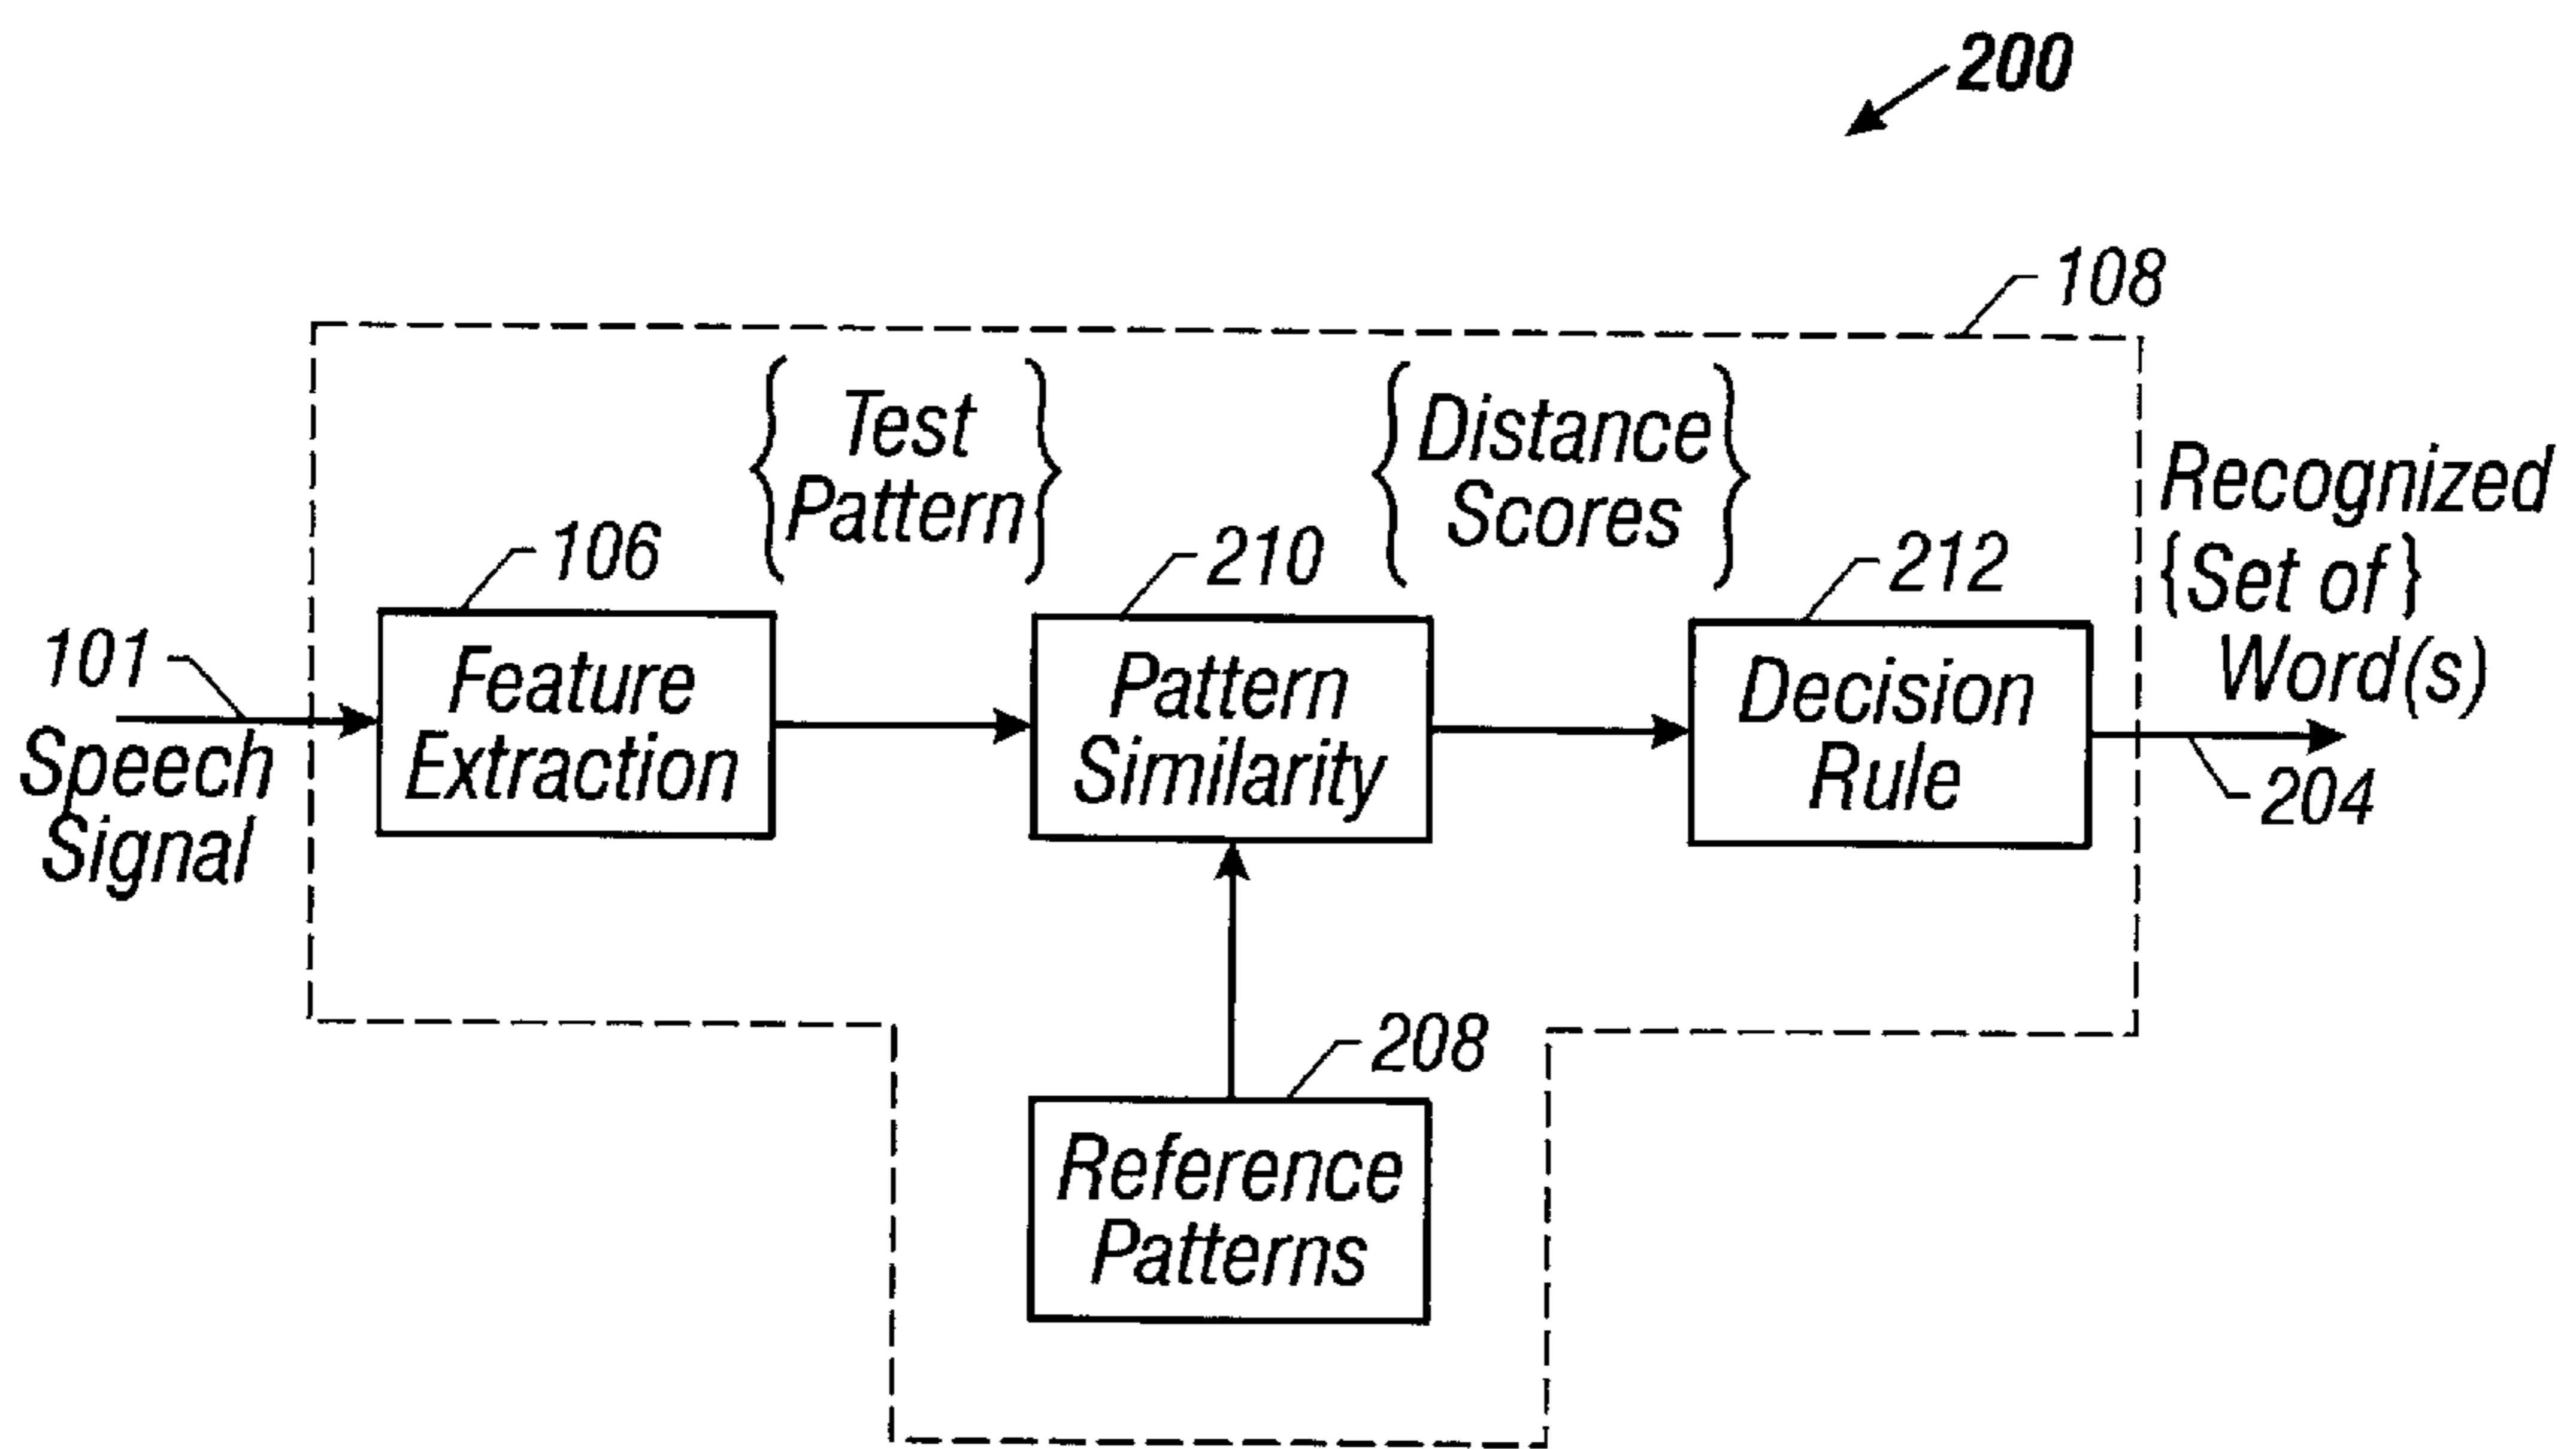 200
108
{ Test
Pattern }
{ Distance
Scores }
Recognized
{Set of}
Word(s)
106
210
212
101
Speech
Signal
Feature
Extraction
Pattern
Similarity
Decision
Rule
204
208
Reference
Patterns